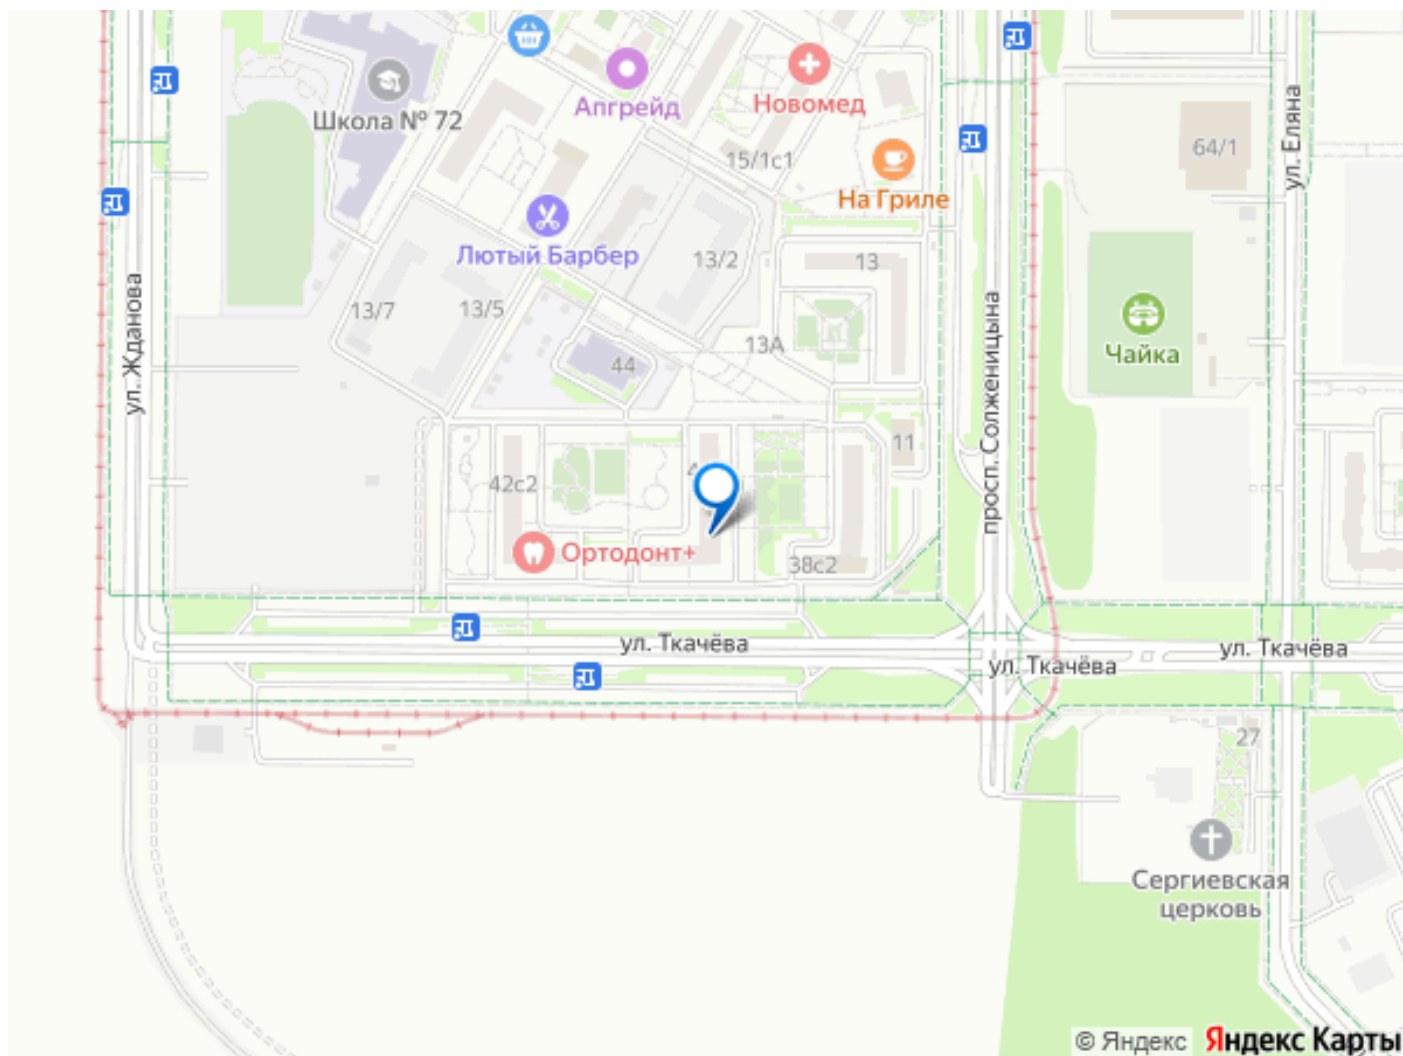 Школа № 72
Апгрейд
Новомед
15/1с1
На Гриле
64/1
ул. Еляна
Лютый Барбер
13/2
13
13/7
13/5
ул. Жданова
13А
44
просп. Солженицына
Чайка
11
42с2
Ортодонт+
38с2
ул. Ткачёва
ул. Ткачёва
ул. Ткачёва
27
Сергиевская
церковь
© Яндекс Яндекс Карты